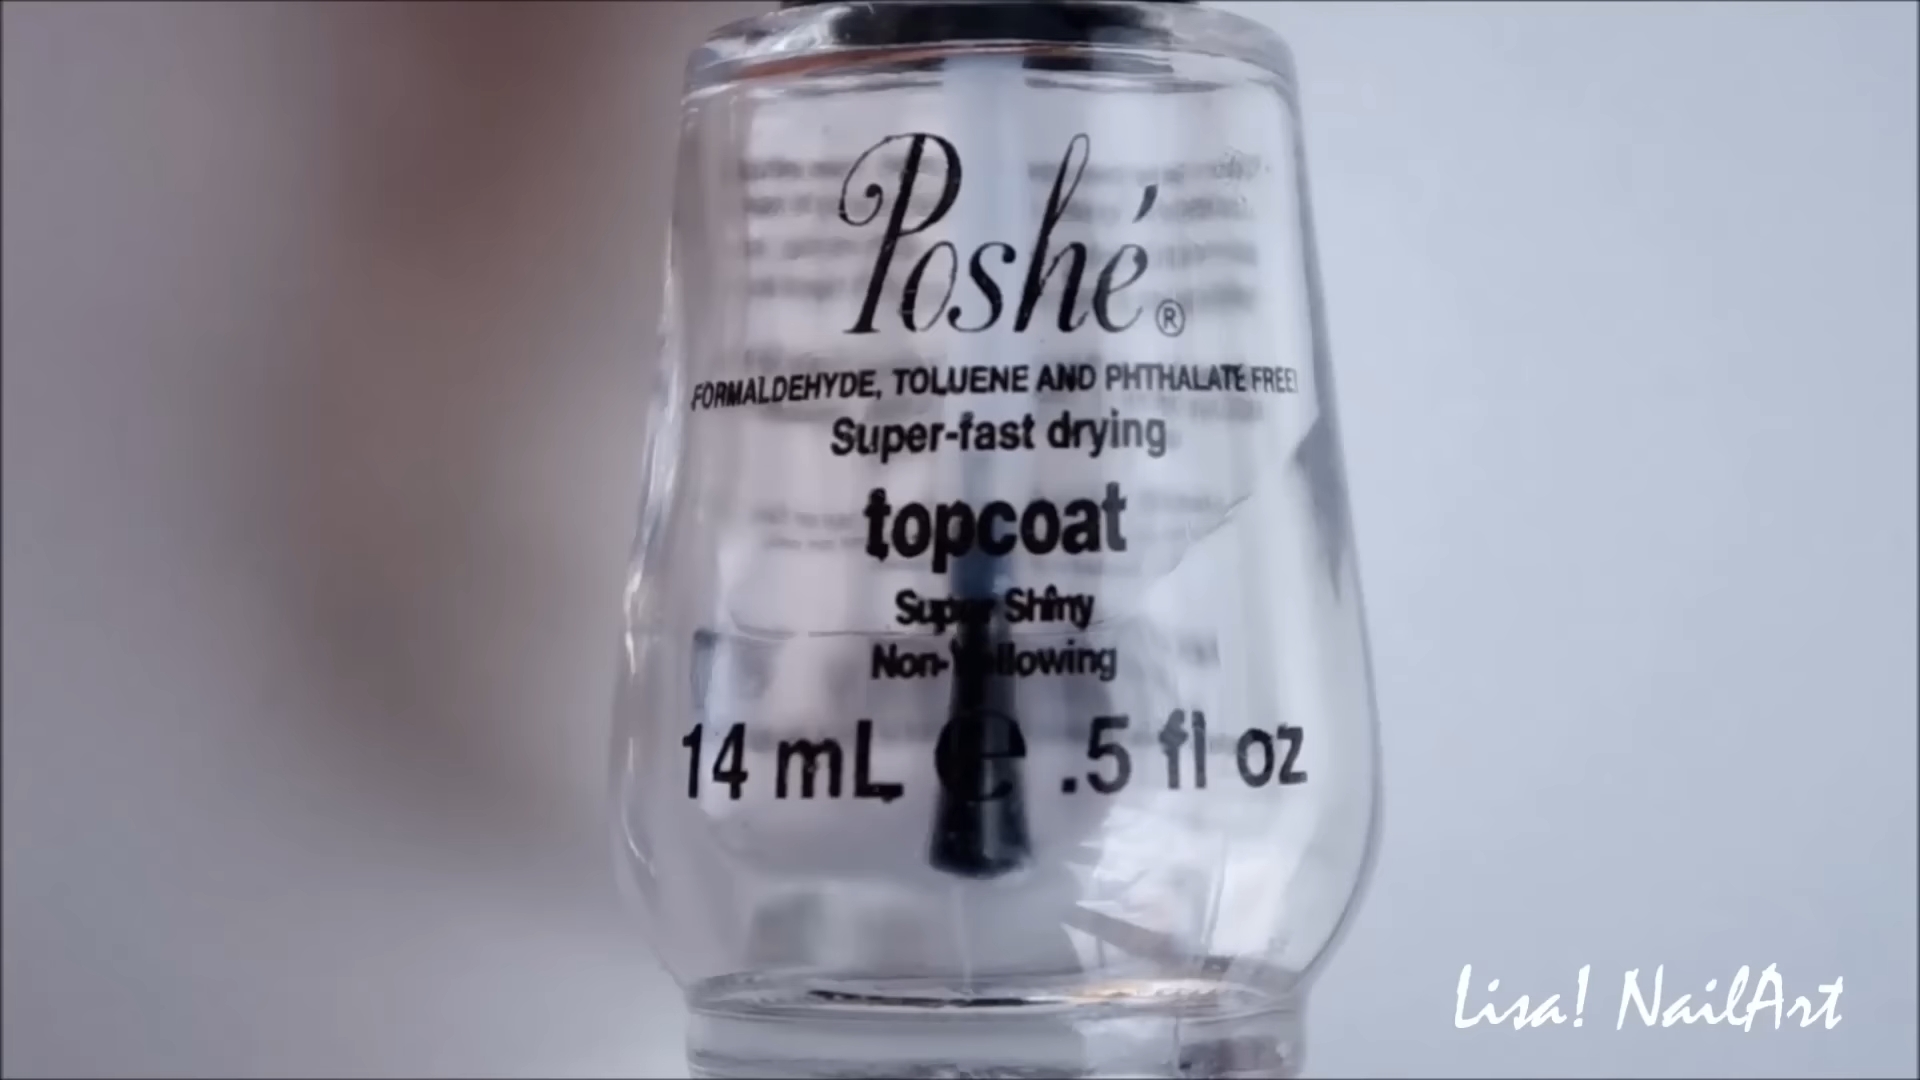 Poshé®
FORMALDEHYDE, TOLUENE AND PHTHALATE FREE!
Super-fast drying
topcoat
Super Shiny
Non-Yellowing
14 mL e .5 fl oz
Lisa! NailArt